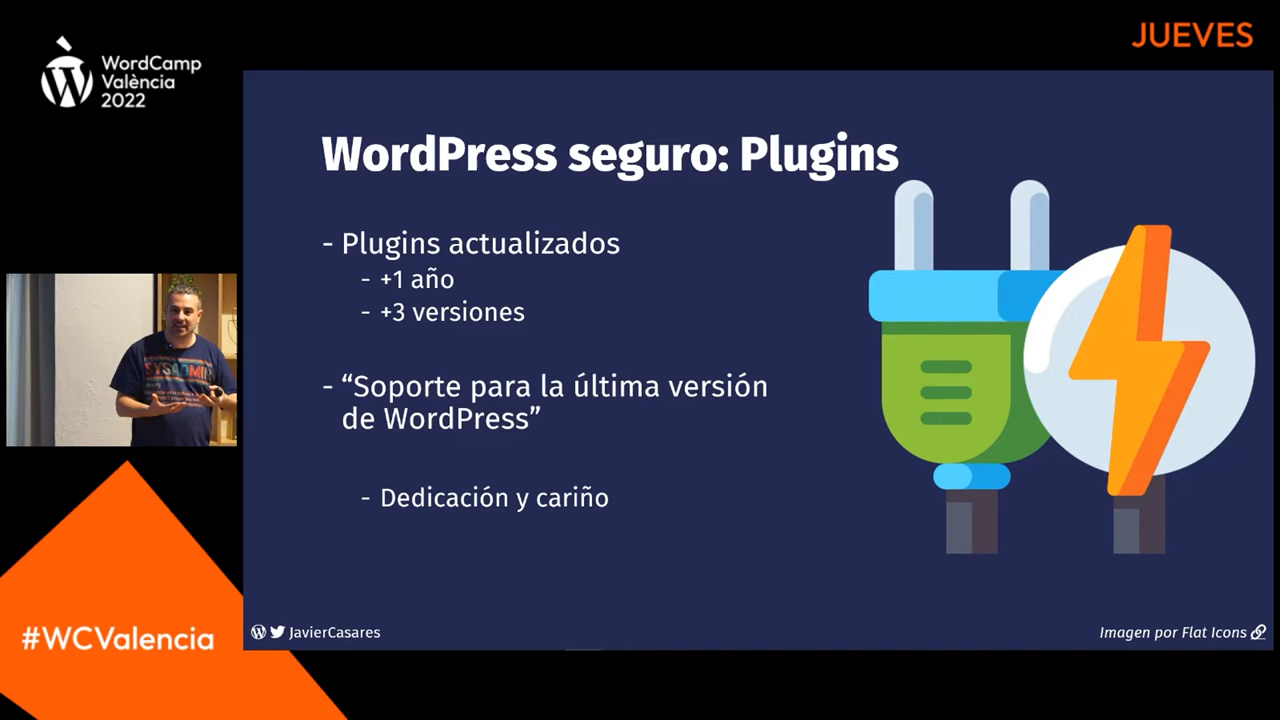 JUEVES
WordCamp
València
2022
WordPress seguro: Plugins
- Plugins actualizados
- +1 año
- +3 versiones
- “Soporte para la última versión
de WordPress”
- Dedicación y cariño
SYSADMIN
#WCValencia
JavierCasares
Imagen por Flat Icons